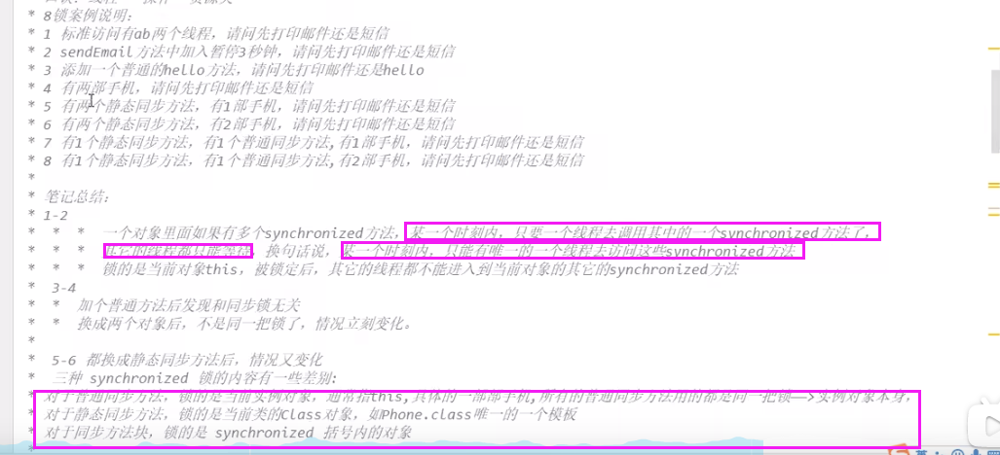 * 8锁案例说明：
* 1 标准访问有ab两个线程，请问先打印邮件还是短信
* 2 sendEmail方法中加入暂停3秒钟，请问先打印邮件还是短信
* 3 添加一个普通的hello方法，请问先打印邮件还是hello
* 4 有两部手机，请问先打印邮件还是短信
* 5 有两个静态同步方法，有1部手机，请问先打印邮件还是短信
* 6 有两个静态同步方法，有2部手机，请问先打印邮件还是短信
* 7 有1个静态同步方法，有1个普通同步方法,有1部手机，请问先打印邮件还是短信
* 8 有1个静态同步方法，有1个普通同步方法,有2部手机，请问先打印邮件还是短信
*
* 笔记总结：
* 1-2
* * * 一个对象里面如果有多个synchronized方法，某一个时刻内，只要一个线程去调用其中的一个synchronized方法了，
* * * 其它的线程都只能等待，换句话说，某一个时刻内，只能有唯一的一个线程去访问这些synchronized方法
* * * 锁的是当前对象this，被锁定后，其它的线程都不能进入到当前对象的其它的synchronized方法
* 3-4
* * 加个普通方法后发现和同步锁无关
* * 换成两个对象后，不是同一把锁了，情况立刻变化。
*
* 5-6 都换成静态同步方法后，情况又变化
* 三种 synchronized 锁的内容有一些差别:
* 对于普通同步方法，锁的是当前实例对象，通常指this,具体的一部部手机,所有的普通同步方法用的都是同一把锁——>实例对象本身，
* 对于静态同步方法，锁的是当前类的Class对象，如Phone.class唯一的一个模板
* 对于同步方法块，锁的是 synchronized 括号内的对象
*
英